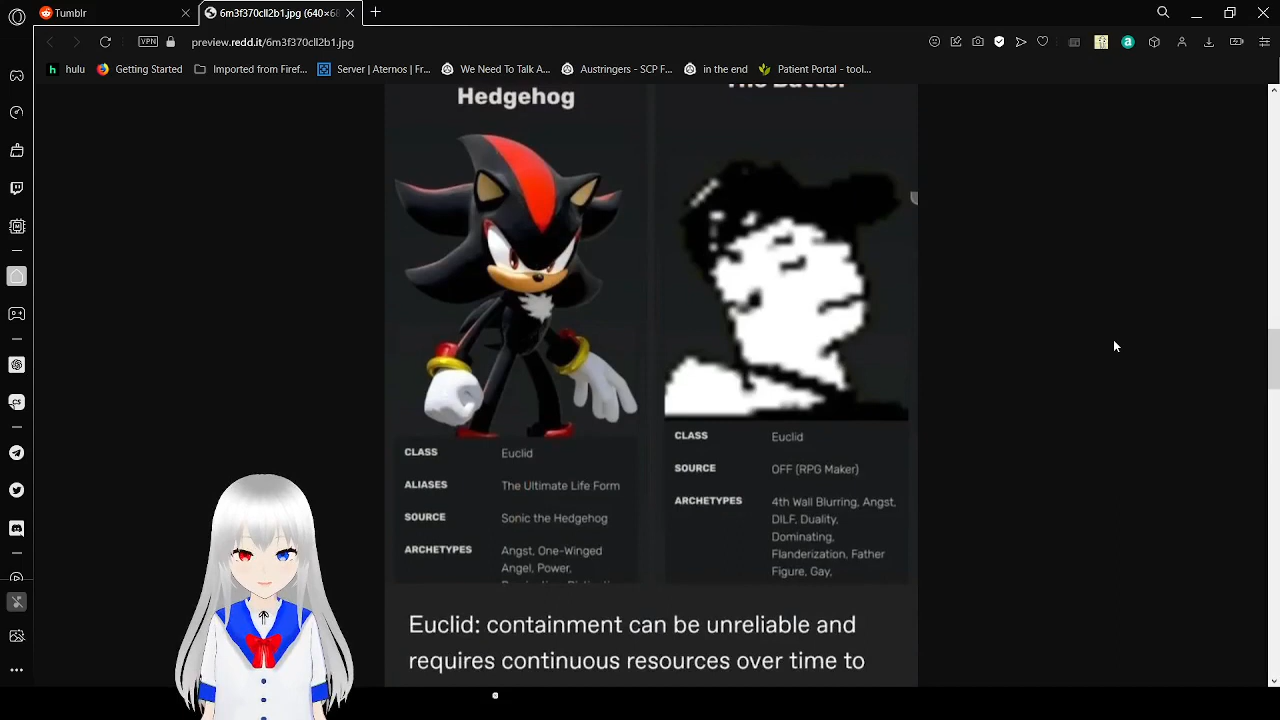 Tumblr
6m3f370cll2b1.jpg (640×68
VPN
preview.redd.it/6m3f370cll2b1.jpg
hulu
Getting Started
Imported from Firef...
Server | Aternos | Fr...
We Need To Talk A...
Austringers - SCP F...
in the end
Patient Portal - tool...
Hedgehog
CLASS Euclid
ALIASES The Ultimate Life Form
SOURCE Sonic the Hedgehog
ARCHETYPES Angst, One-Winged
Angel, Power,
CLASS Euclid
SOURCE OFF (RPG Maker)
ARCHETYPES 4th Wall Blurring, Angst,
DILF, Duality,
Dominating,
Flanderization, Father
Figure, Gay,
Euclid: containment can be unreliable and
requires continuous resources over time to